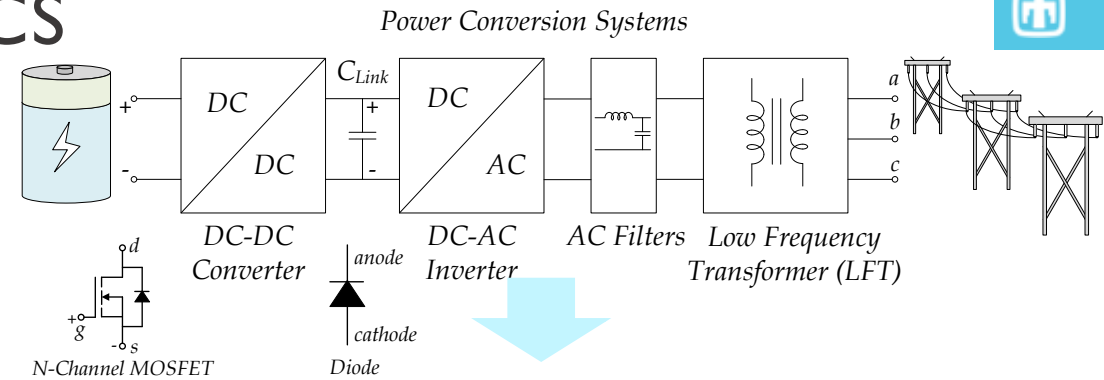 CS
Power Conversion Systems
+
-
DC
DC
C_Link
+
-
DC
AC
a
b
c
DC-DC
Converter
DC-AC
Inverter
AC Filters
Low Frequency
Transformer (LFT)
d
+
g
-
s
N-Channel MOSFET
anode
cathode
Diode